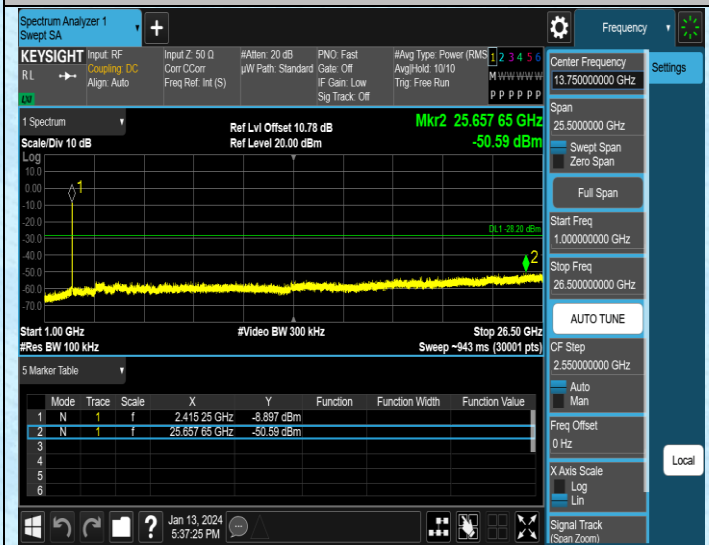 Spectrum Analyzer 1
Swept SA
+
Frequency
KEYSIGHT
RL
LXI
Input: RF
Coupling: DC
Align: Auto
Input Z: 50 Ω
Corr CCorr
Freq Ref: Int (S)
#Atten: 20 dB
µW Path: Standard
PNO: Fast
Gate: Off
IF Gain: Low
Sig Track: Off
#Avg Type: Power (RMS
Avg|Hold: 10/10
Trig: Free Run
1 2 3 4 5 6
M W W W W W
P P P P P P
Settings
1 Spectrum
Scale/Div 10 dB
Ref Lvl Offset 10.78 dB
Ref Level 20.00 dBm
Mkr2 25.657 65 GHz
-50.59 dBm
Log
10.0
0.00
-10.0
-20.0
-30.0
-40.0
-50.0
-60.0
-70.0
1
DL1 -28.20 dBm
2
Start 1.00 GHz
#Res BW 100 kHz
#Video BW 300 kHz
Stop 26.50 GHz
Sweep ~943 ms (30001 pts)
5 Marker Table
Mode Trace Scale X Y Function Function Width Function Value
1 N 1 f 2.415 25 GHz -8.897 dBm
2 N 1 f 25.657 65 GHz -50.59 dBm
3
4
5
6
Center Frequency
13.750000000 GHz
Span
25.5000000 GHz
Swept Span
Zero Span
Full Span
Start Freq
1.000000000 GHz
Stop Freq
26.500000000 GHz
AUTO TUNE
CF Step
2.550000000 GHz
Auto
Man
Freq Offset
0 Hz
X Axis Scale
Log
Lin
Signal Track
(Span Zoom)
Local
?
Jan 13, 2024
5:37:25 PM